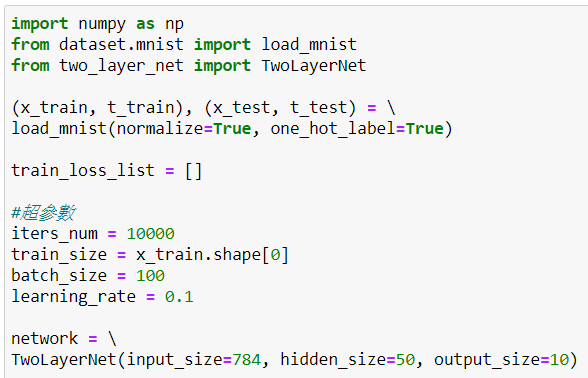 import numpy as np
from dataset.mnist import load_mnist
from two_layer_net import TwoLayerNet
(x_train, t_train), (x_test, t_test) = \
load_mnist(normalize=True, one_hot_label=True)
train_loss_list = []
#超參數
iters_num = 10000
train_size = x_train.shape[0]
batch_size = 100
learning_rate = 0.1
network = \
TwoLayerNet(input_size=784, hidden_size=50, output_size=10)